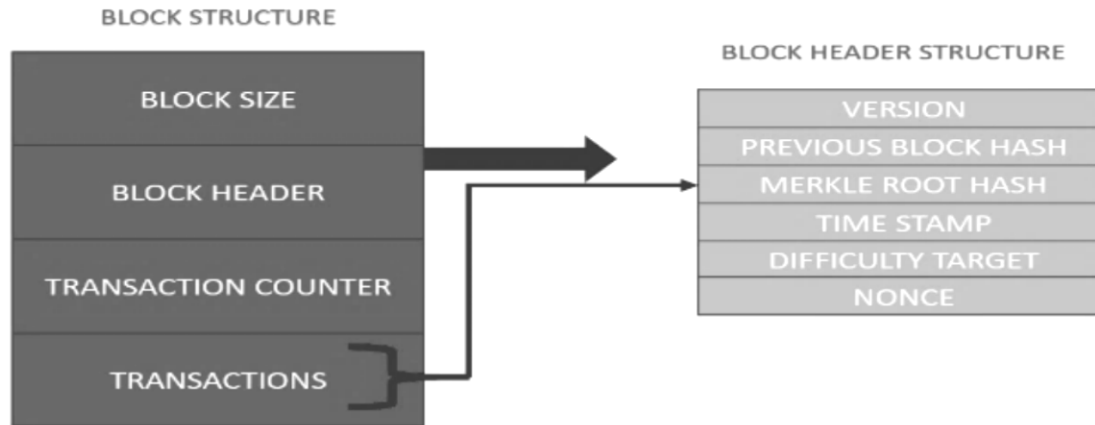 BLOCK STRUCTURE
BLOCK SIZE
BLOCK HEADER
TRANSACTION COUNTER
TRANSACTIONS
BLOCK HEADER STRUCTURE
VERSION
PREVIOUS BLOCK HASH
MERKLE ROOT HASH
TIME STAMP
DIFFICULTY TARGET
NONCE